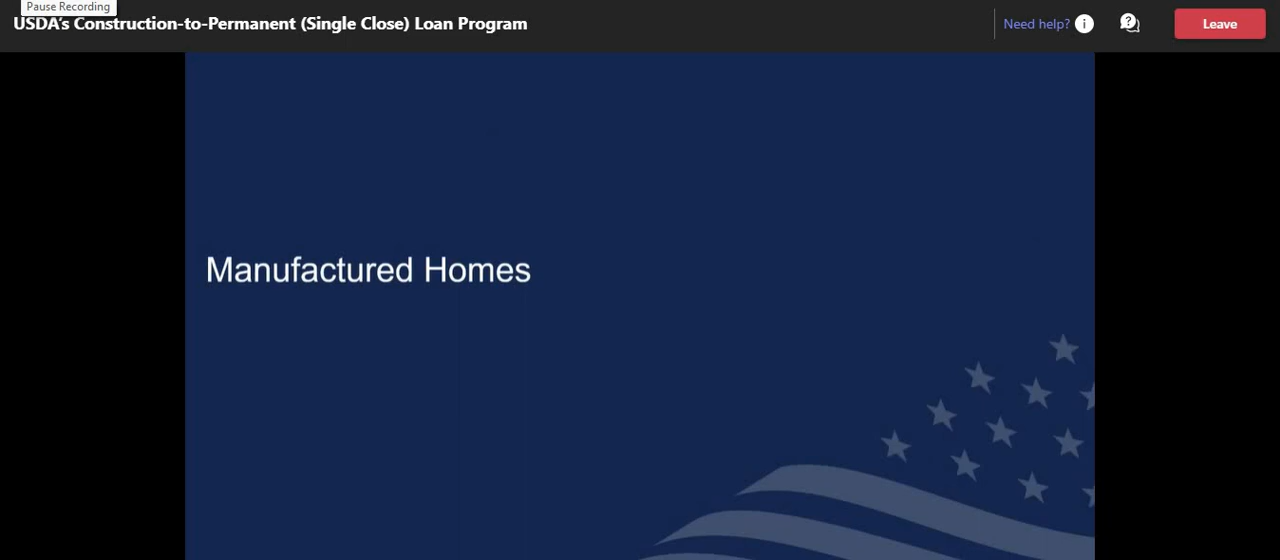 Pause Recording
USDA's Construction-to-Permanent (Single Close) Loan Program
Need help?
Leave
Manufactured Homes